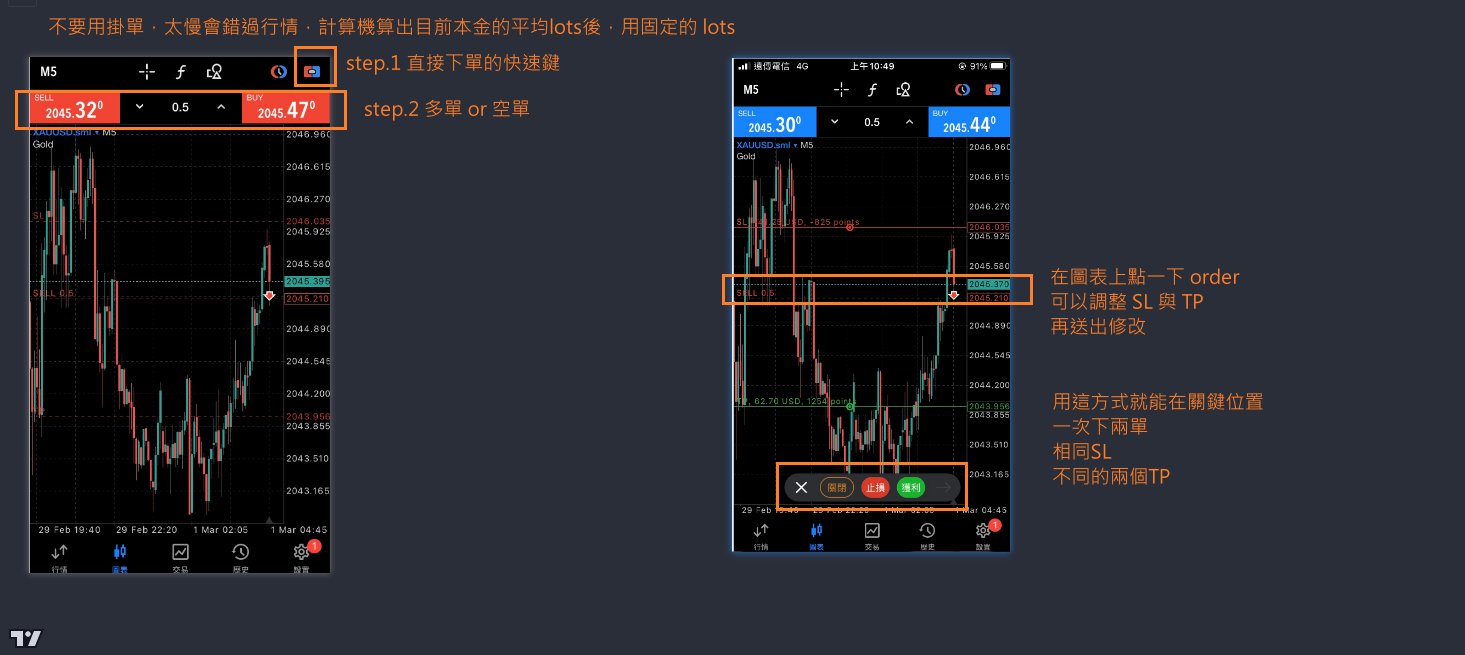 不要用掛單，太慢會錯過行情，計算機算出目前本金的平均lots後，用固定的 lots
step.1 直接下單的快速鍵
M5
SELL
2045.32⁰
0.5
BUY
2045.47⁰
step.2 多單 or 空單
XAUUSD.sml ▾ M5
Gold
2046.960
2046.615
2046.270
SL
2046.035
2045.925
2045.580
2045.395
SELL 0.5
2045.210
2044.890
2044.545
2044.200
2043.956
2043.855
2043.510
2043.165
29 Feb 19:40
29 Feb 22:20
1 Mar 02:05
1 Mar 04:45
行情
圖表
交易
歷史
設置
1
遠傳電信 4G
上午10:49
91%
M5
SELL
2045.30⁰
0.5
BUY
2045.44⁰
XAUUSD.sml ▾ M5
Gold
2046.960
2046.615
2046.270
USD, -825 points
2046.035
2045.925
2045.580
2046.379
SELL 0.5
2045.210
2044.890
2044.545
2044.200
62.70 USD, 1254 points
2043.956
2043.855
2043.510
2043.165
關閉
止損
獲利
29 Feb 19:40
29 Feb 22:20
1 Mar 02:05
1 Mar 04:45
行情
圖表
交易
歷史
設置
1
在圖表上點一下 order
可以調整 SL 與 TP
再送出修改
用這方式就能在關鍵位置
一次下兩單
相同SL
不同的兩個TP